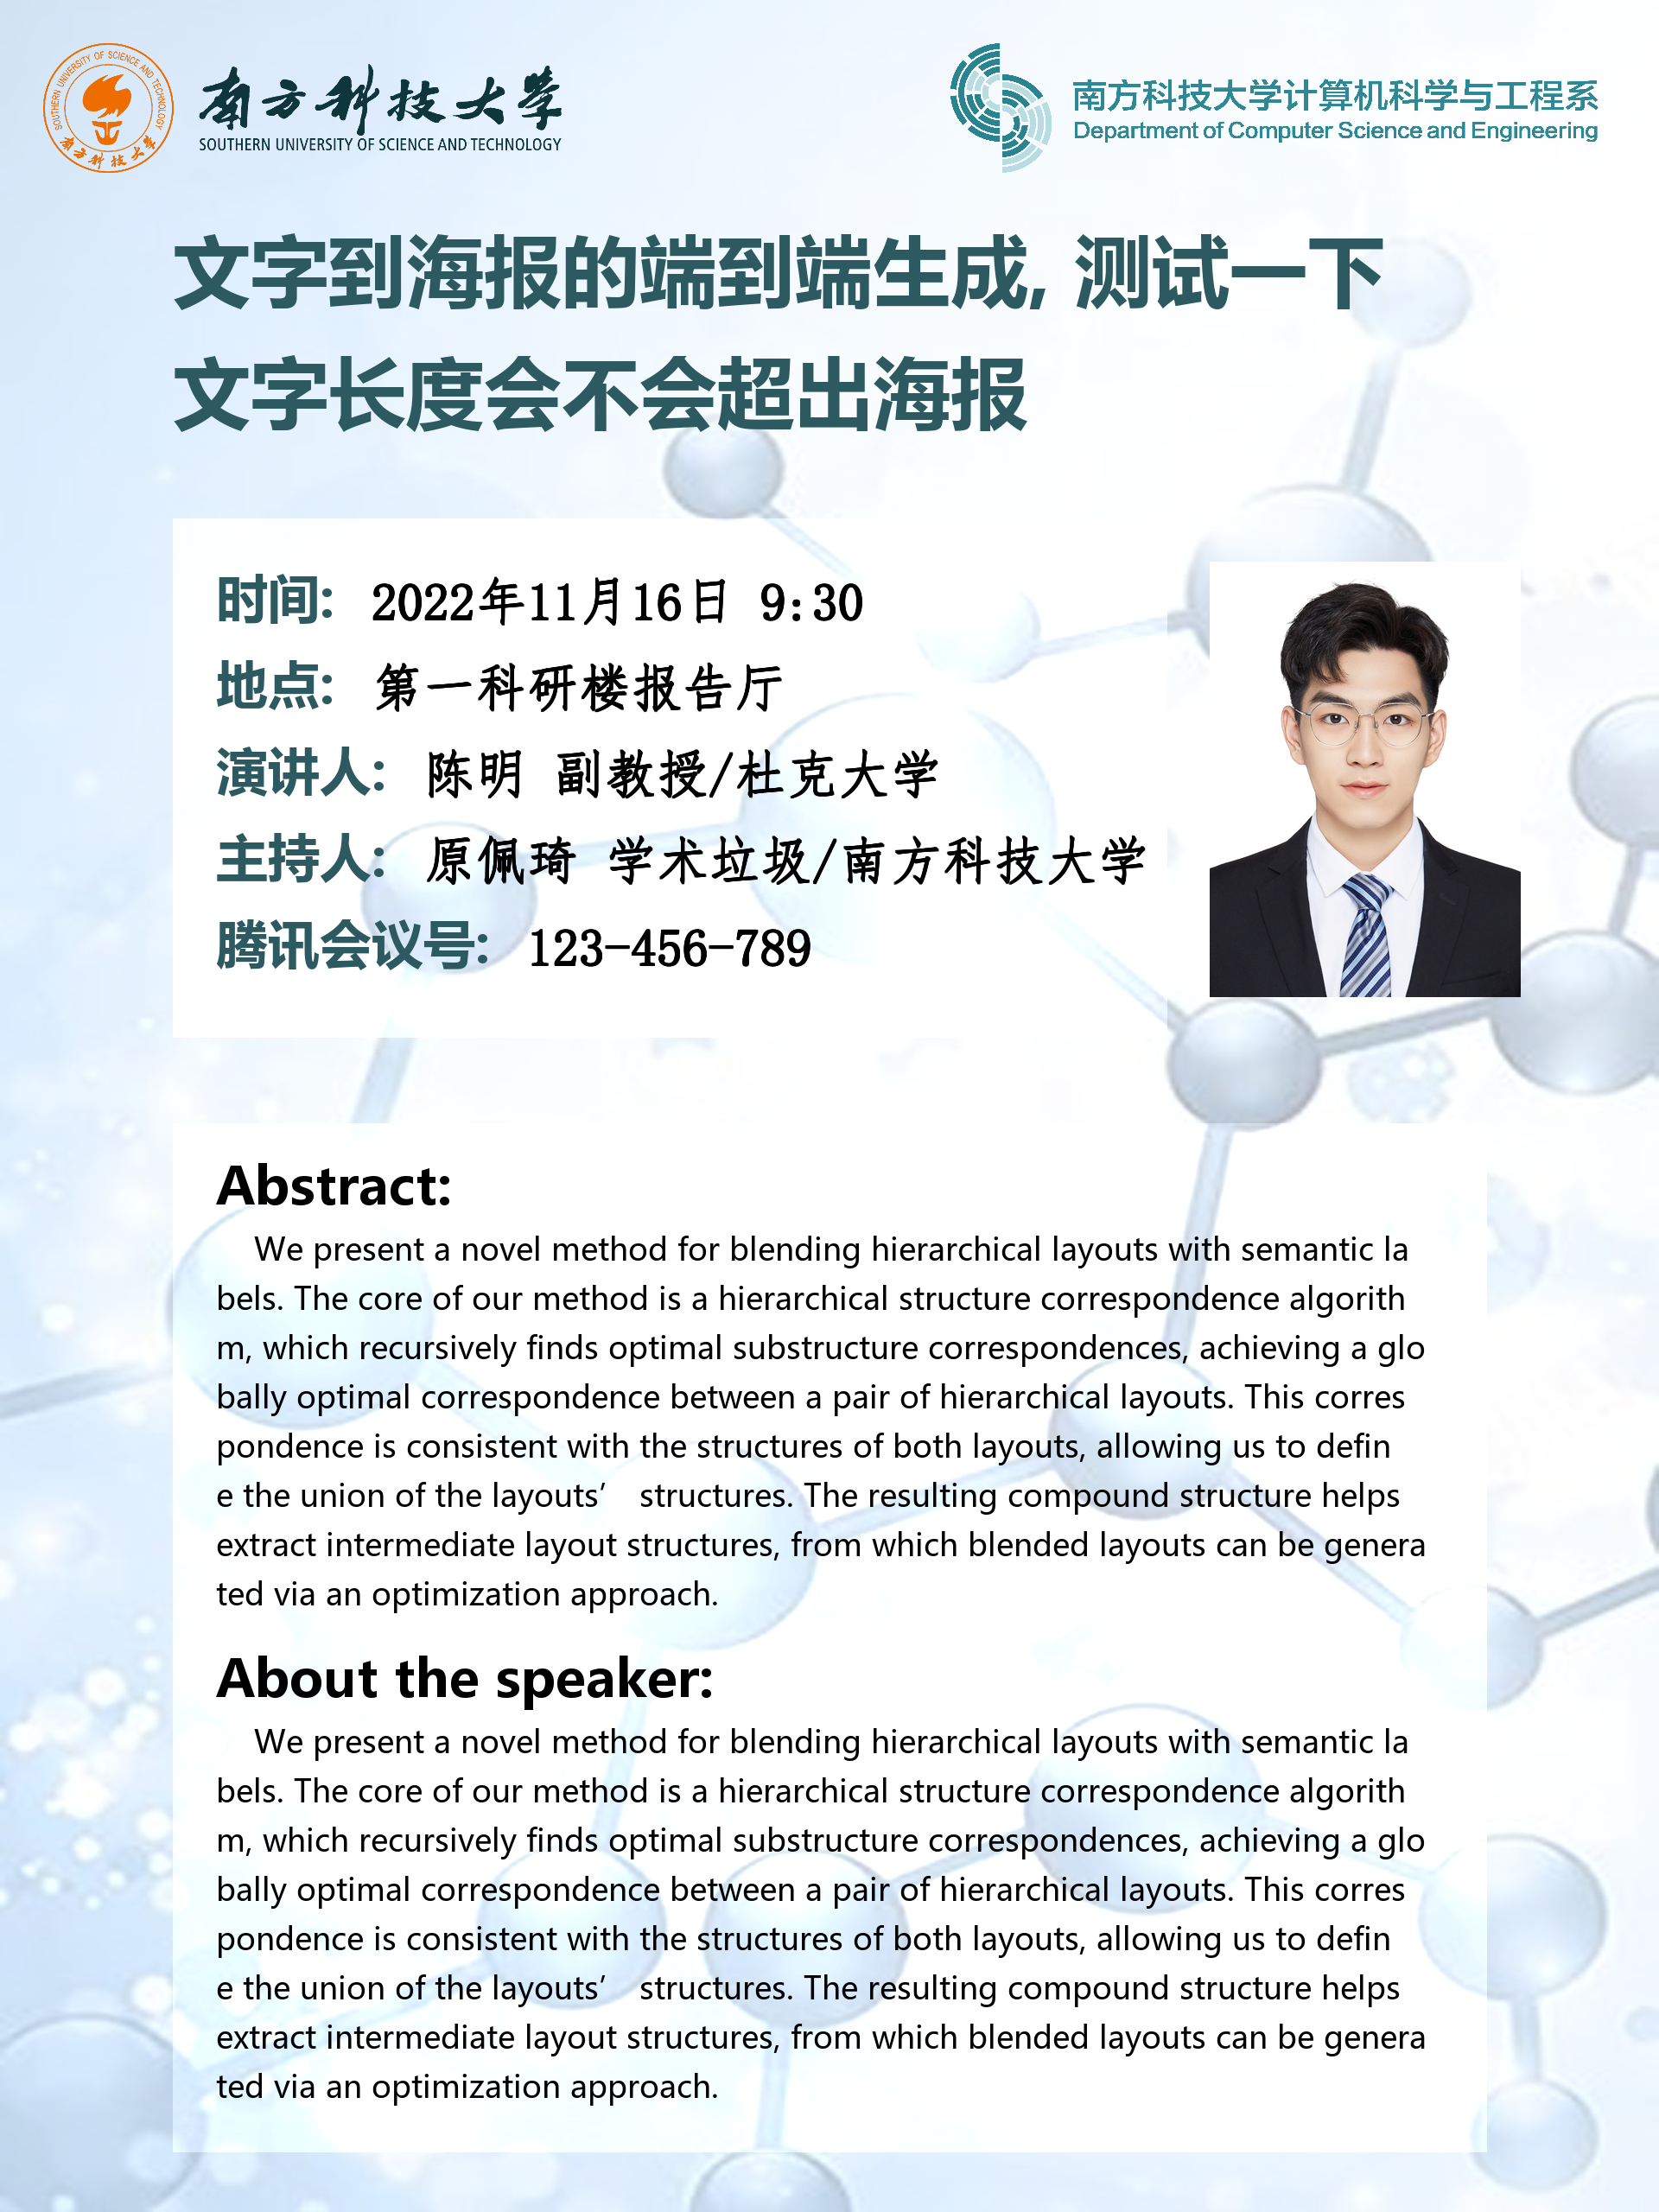 SOUTHERN UNIVERSITY OF SCIENCE AND TECHNOLOGY
南方科技大学
南方科技大学
SOUTHERN UNIVERSITY OF SCIENCE AND TECHNOLOGY
南方科技大学计算机科学与工程系
Department of Computer Science and Engineering
文字到海报的端到端生成, 测试一下
文字长度会不会超出海报
时间: 2022年11月16日 9:30
地点: 第一科研楼报告厅
演讲人: 陈明 副教授/杜克大学
主持人: 原佩琦 学术垃圾/南方科技大学
腾讯会议号: 123-456-789
Abstract:
We present a novel method for blending hierarchical layouts with semantic la
bels. The core of our method is a hierarchical structure correspondence algorith
m, which recursively finds optimal substructure correspondences, achieving a glo
bally optimal correspondence between a pair of hierarchical layouts. This corres
pondence is consistent with the structures of both layouts, allowing us to defin
e the union of the layouts’ structures. The resulting compound structure helps
extract intermediate layout structures, from which blended layouts can be genera
ted via an optimization approach.
About the speaker:
We present a novel method for blending hierarchical layouts with semantic la
bels. The core of our method is a hierarchical structure correspondence algorith
m, which recursively finds optimal substructure correspondences, achieving a glo
bally optimal correspondence between a pair of hierarchical layouts. This corres
pondence is consistent with the structures of both layouts, allowing us to defin
e the union of the layouts’ structures. The resulting compound structure helps
extract intermediate layout structures, from which blended layouts can be genera
ted via an optimization approach.